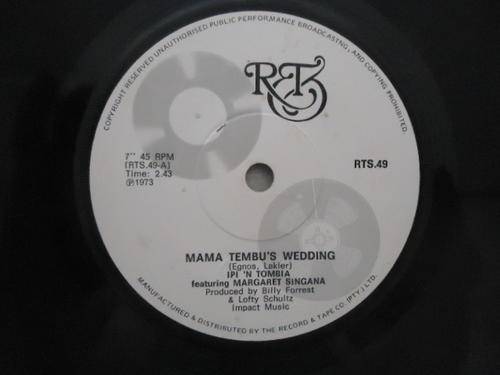 COPYRIGHT RESERVED UNAUTHORISED PUBLIC PERFORMANCE BROADCASTNG, AND COPYING PROHIBITED.
R&T
7" 45 RPM
(RTS.49-A)
Time: 2.43
℗1973
RTS.49
MAMA TEMBU'S WEDDING
(Egnos, Lakier)
IPI 'N TOMBIA
featuring MARGARET SINGANA
Produced by Billy Forrest
& Lofty Schultz
Impact Music
MANUFACTURED & DISTRIBUTED BY THE RECORD & TAPE CO. (PTY.) LTD.